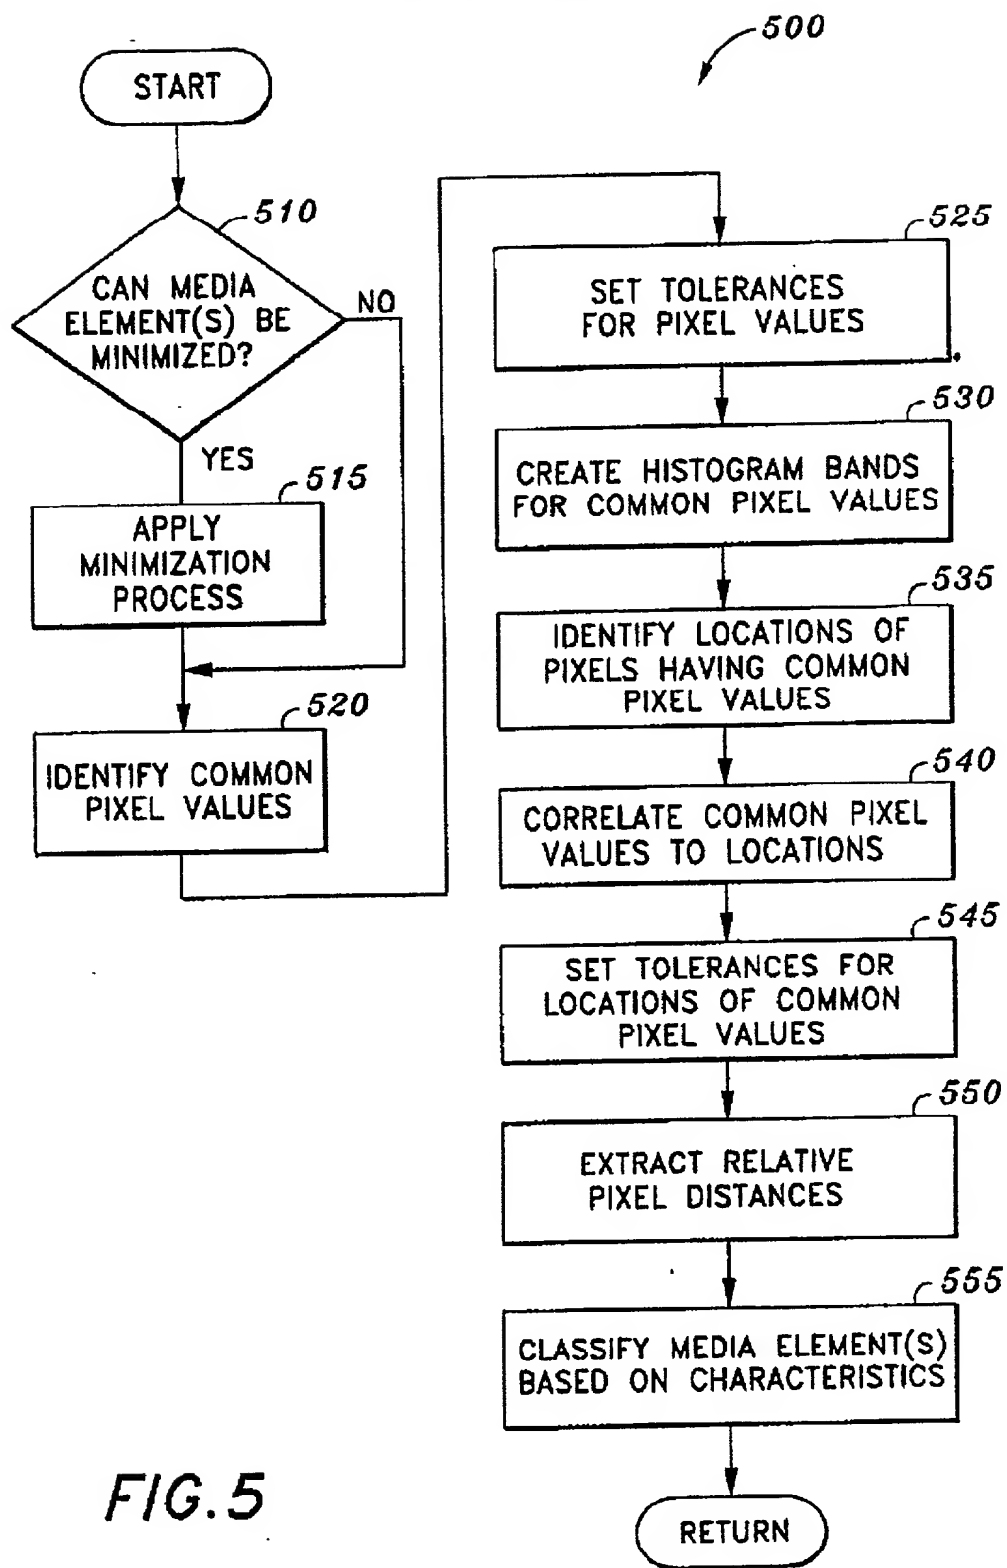 500
START
510
CAN MEDIA
ELEMENT(S) BE
MINIMIZED?
NO
YES
515
APPLY
MINIMIZATION
PROCESS
520
IDENTIFY COMMON
PIXEL VALUES
525
SET TOLERANCES
FOR PIXEL VALUES
530
CREATE HISTOGRAM BANDS
FOR COMMON PIXEL VALUES
535
IDENTIFY LOCATIONS OF
PIXELS HAVING COMMON
PIXEL VALUES
540
CORRELATE COMMON PIXEL
VALUES TO LOCATIONS
545
SET TOLERANCES FOR
LOCATIONS OF COMMON
PIXEL VALUES
550
EXTRACT RELATIVE
PIXEL DISTANCES
555
CLASSIFY MEDIA ELEMENT(S)
BASED ON CHARACTERISTICS
RETURN
FIG.5